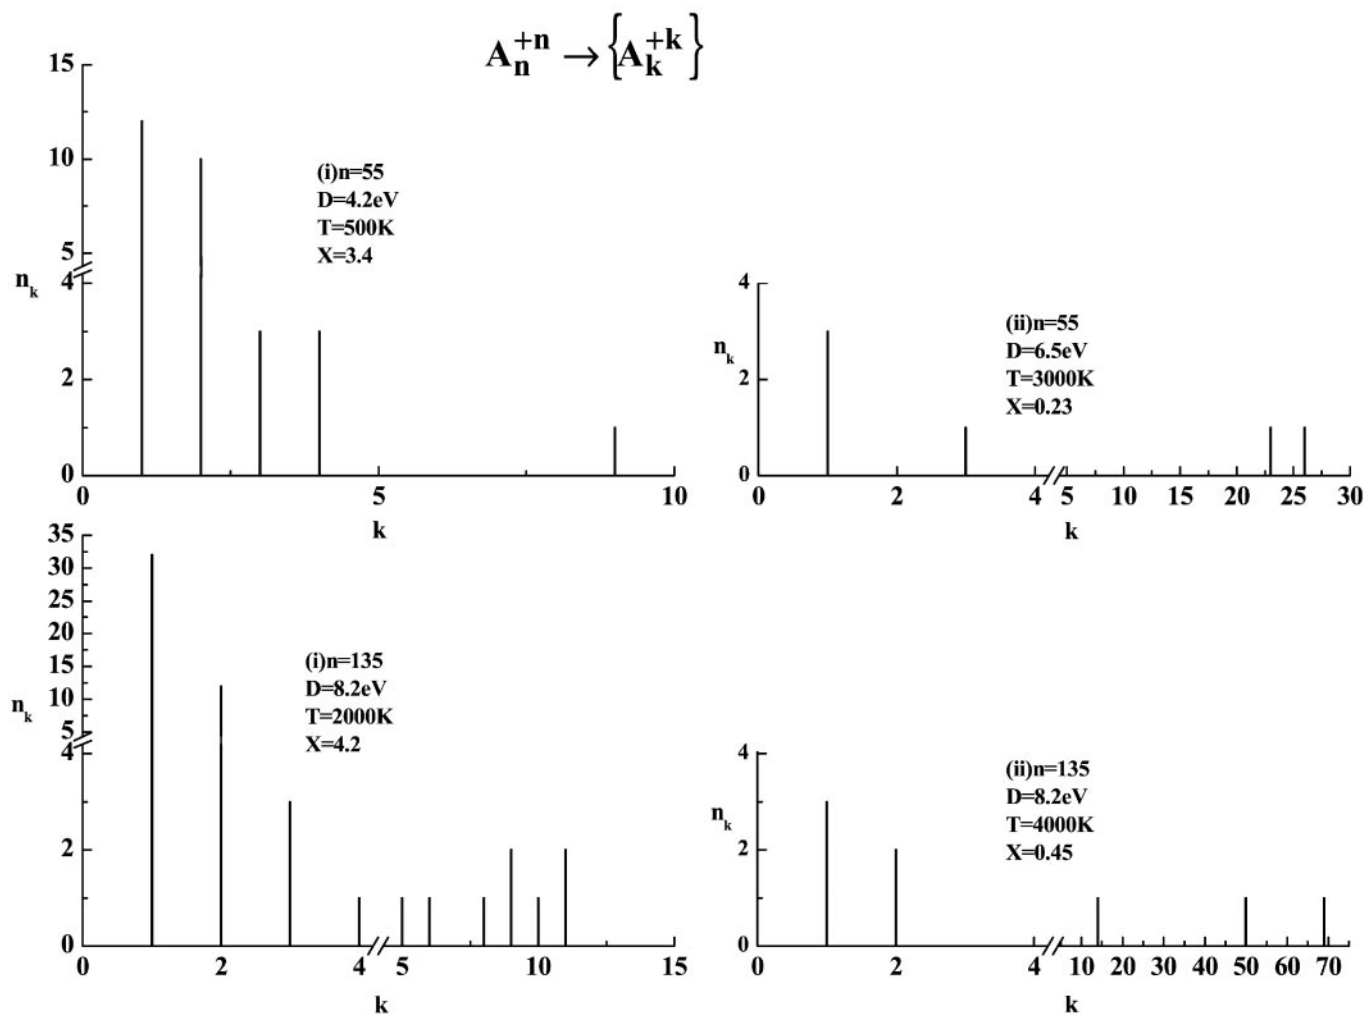 A_n^{+n} → {A_k^{+k}}
15
10
5
4
2
0
n_k
(i)n=55
D=4.2eV
T=500K
X=3.4
0 5 10
k
4
2
0
n_k
(ii)n=55
D=6.5eV
T=3000K
X=0.23
0 2 4 5 10 15 20 25 30
k
35
30
25
20
15
10
5
4
2
0
n_k
(i)n=135
D=8.2eV
T=2000K
X=4.2
0 2 4 5 10 15
k
4
2
0
n_k
(ii)n=135
D=8.2eV
T=4000K
X=0.45
0 2 4 10 20 30 40 50 60 70
k